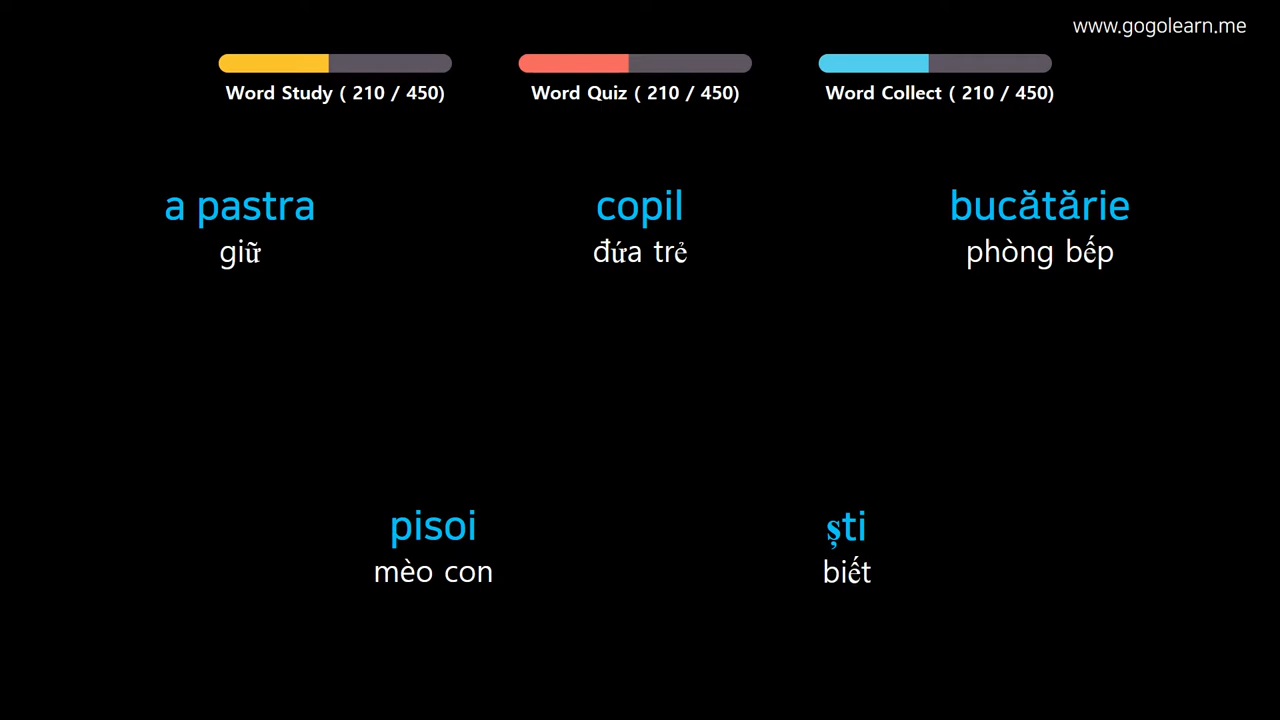 www.gogolearn.me
Word Study ( 210 / 450)
Word Quiz ( 210 / 450)
Word Collect ( 210 / 450)
a pastra
giữ
copil
đứa trẻ
bucătărie
phòng bếp
pisoi
mèo con
ști
biết